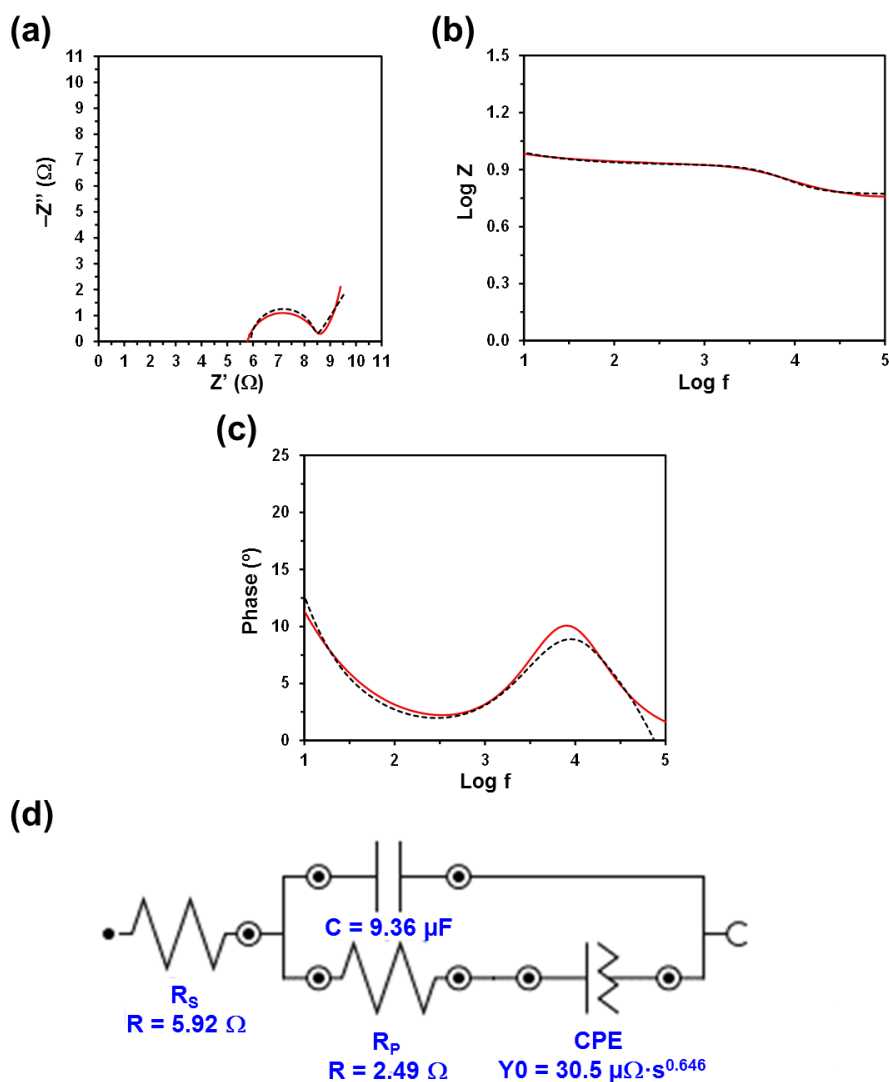 (a)
11
10
9
8
7
6
5
4
3
2
1
0
–Z'' (Ω)
0 1 2 3 4 5 6 7 8 9 10 11
Z' (Ω)
(b)
1.5
1.2
0.9
0.6
0.3
0.0
Log Z
1 2 3 4 5
Log f
(c)
25
20
15
10
5
0
Phase (º)
1 2 3 4 5
Log f
(d)
C = 9.36 µF
RS
R = 5.92 Ω
RP
R = 2.49 Ω
CPE
Y0 = 30.5 µΩ·s0.646